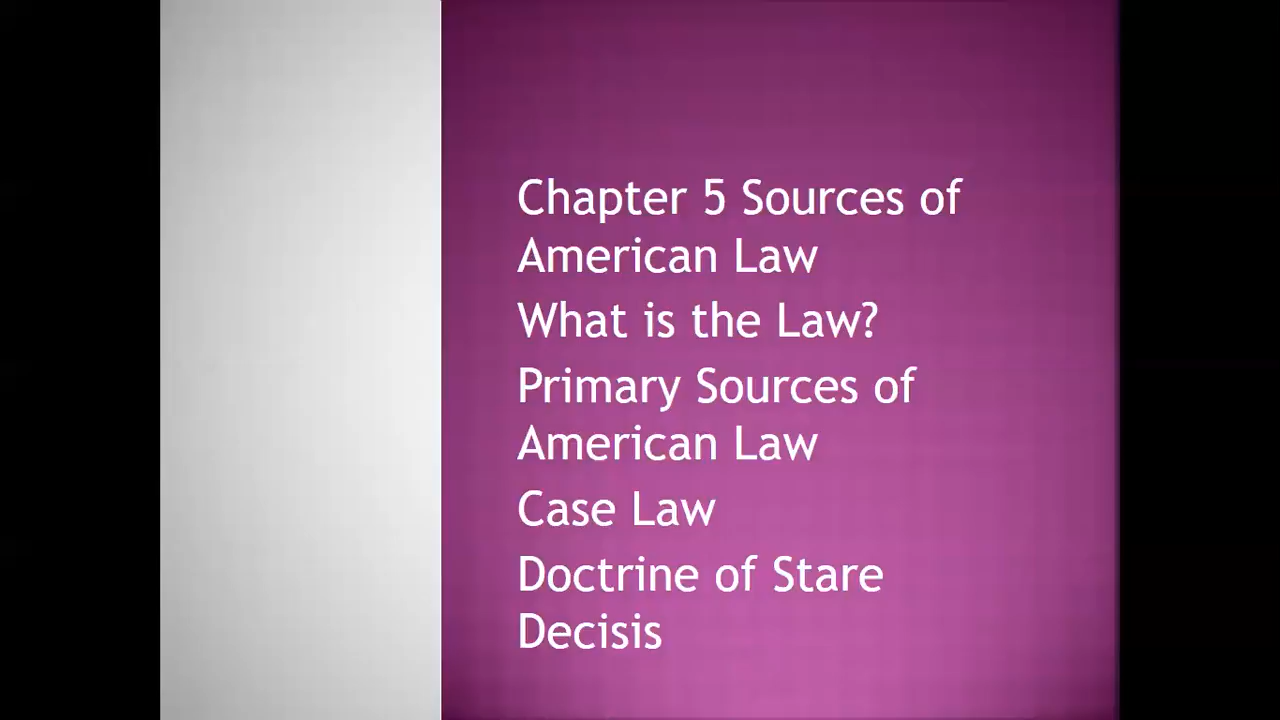 Chapter 5 Sources of
American Law
What is the Law?
Primary Sources of
American Law
Case Law
Doctrine of Stare
Decisis